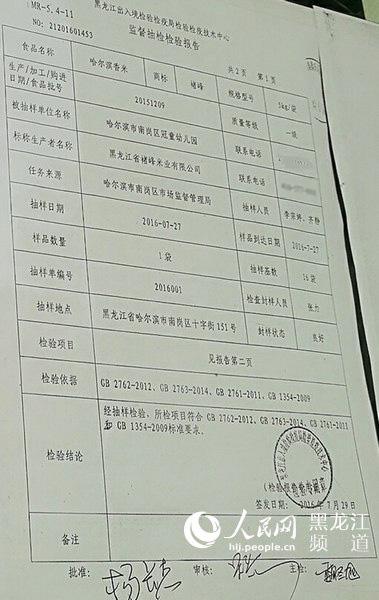 MR-5.4-11
黑龙江出入境检验检疫局检验检疫技术中心
监督抽检检验报告
NO: 21201601453
共2页 第1页
食品名称 哈尔滨香米 商标 楮峰 规格型号 5kg/袋
生产/加工/购进日期/食品批号 20151209 质量等级 一级
被抽样单位名称 哈尔滨市南岗区冠童幼儿园 联系电话
标称生产者名称 黑龙江省楮峰米业有限公司 联系电话
任务来源 哈尔滨市南岗区市场监督管理局 抽样人员 李宗婷、齐静
抽样日期 2016-07-27 样品到达日期 2016-7-27
样品数量 1袋 抽样基数 16袋
抽样单编号 2016001 检查封样人员 张力
抽样地点 黑龙江省哈尔滨市南岗区十字街151号 封样状态 良好
检验项目 见报告第二页
检验依据 GB 2762-2012、GB 2763-2014、GB 2761-2011、GB 1354-2009
检验结论 经抽样检验，所检项目符合 GB 2762-2012、GB 2763-2014、GB 2761-2011
和 GB 1354-2009标准要求。
签发日期: 2016 年 7 月 29 日
备注
批准: 审核: 主检:
人民网 黑龙江频道
hlj.people.cn